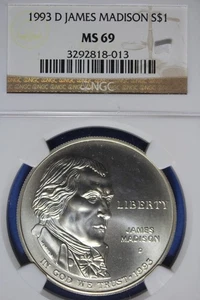 1993 D JAMES MADISON S$1
MS 69
3292818-013
NGC
LIBERTY
JAMES
MADISON
D
IN GOD WE TRUST 1993